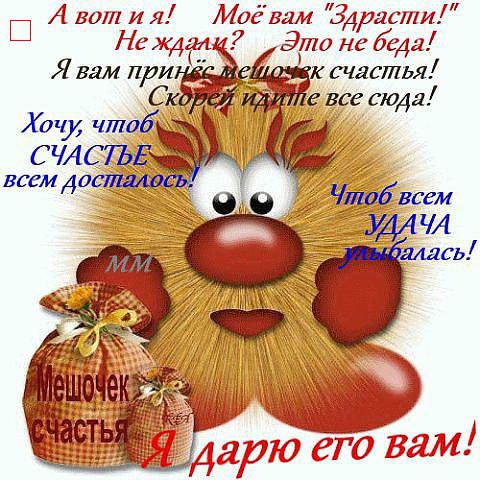 А вот и я! Моё вам "Здрасти!"
Не ждали? Это не беда!
Я вам принёс мешочек счастья!
Скорей идите все сюда!
Хочу, чтоб
СЧАСТЬЕ
всем досталось!
Чтоб всем
УДАЧА
улыбалась!
ММ
Мешочек
счастья
Я дарю его вам!